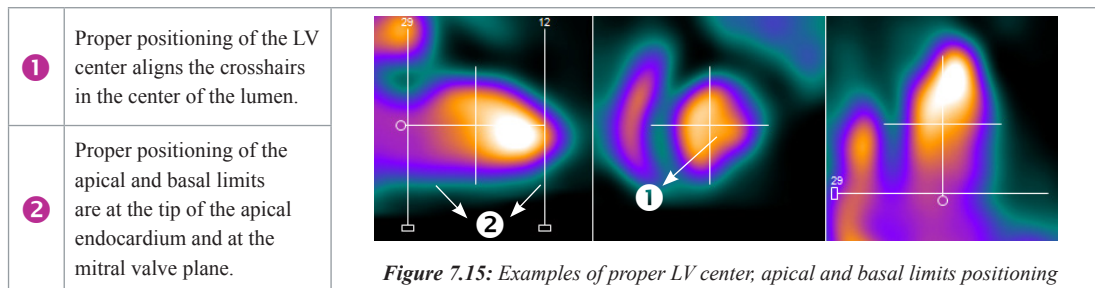 1
Proper positioning of the LV
center aligns the crosshairs
in the center of the lumen.
2
Proper positioning of the
apical and basal limits
are at the tip of the apical
endocardium and at the
mitral valve plane.
29
12
2
1
29
Figure 7.15: Examples of proper LV center, apical and basal limits positioning